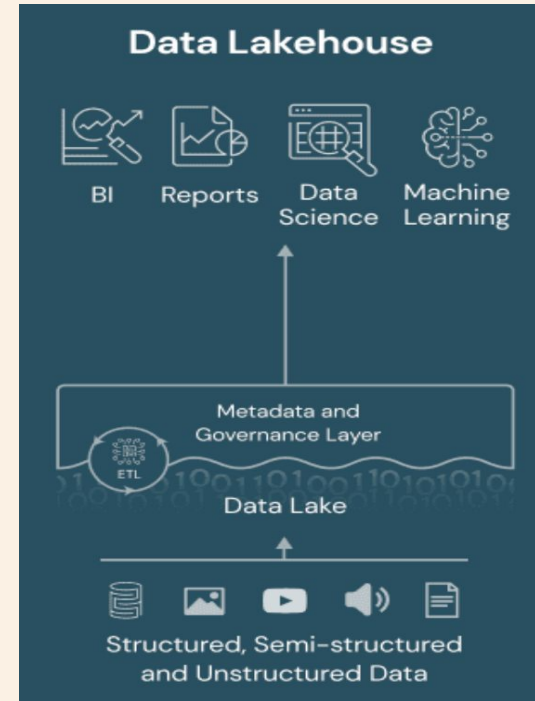 Data Lakehouse
BI
Reports
Data
Science
Machine
Learning
Metadata and
Governance Layer
ETL
Data Lake
Structured, Semi-structured
and Unstructured Data